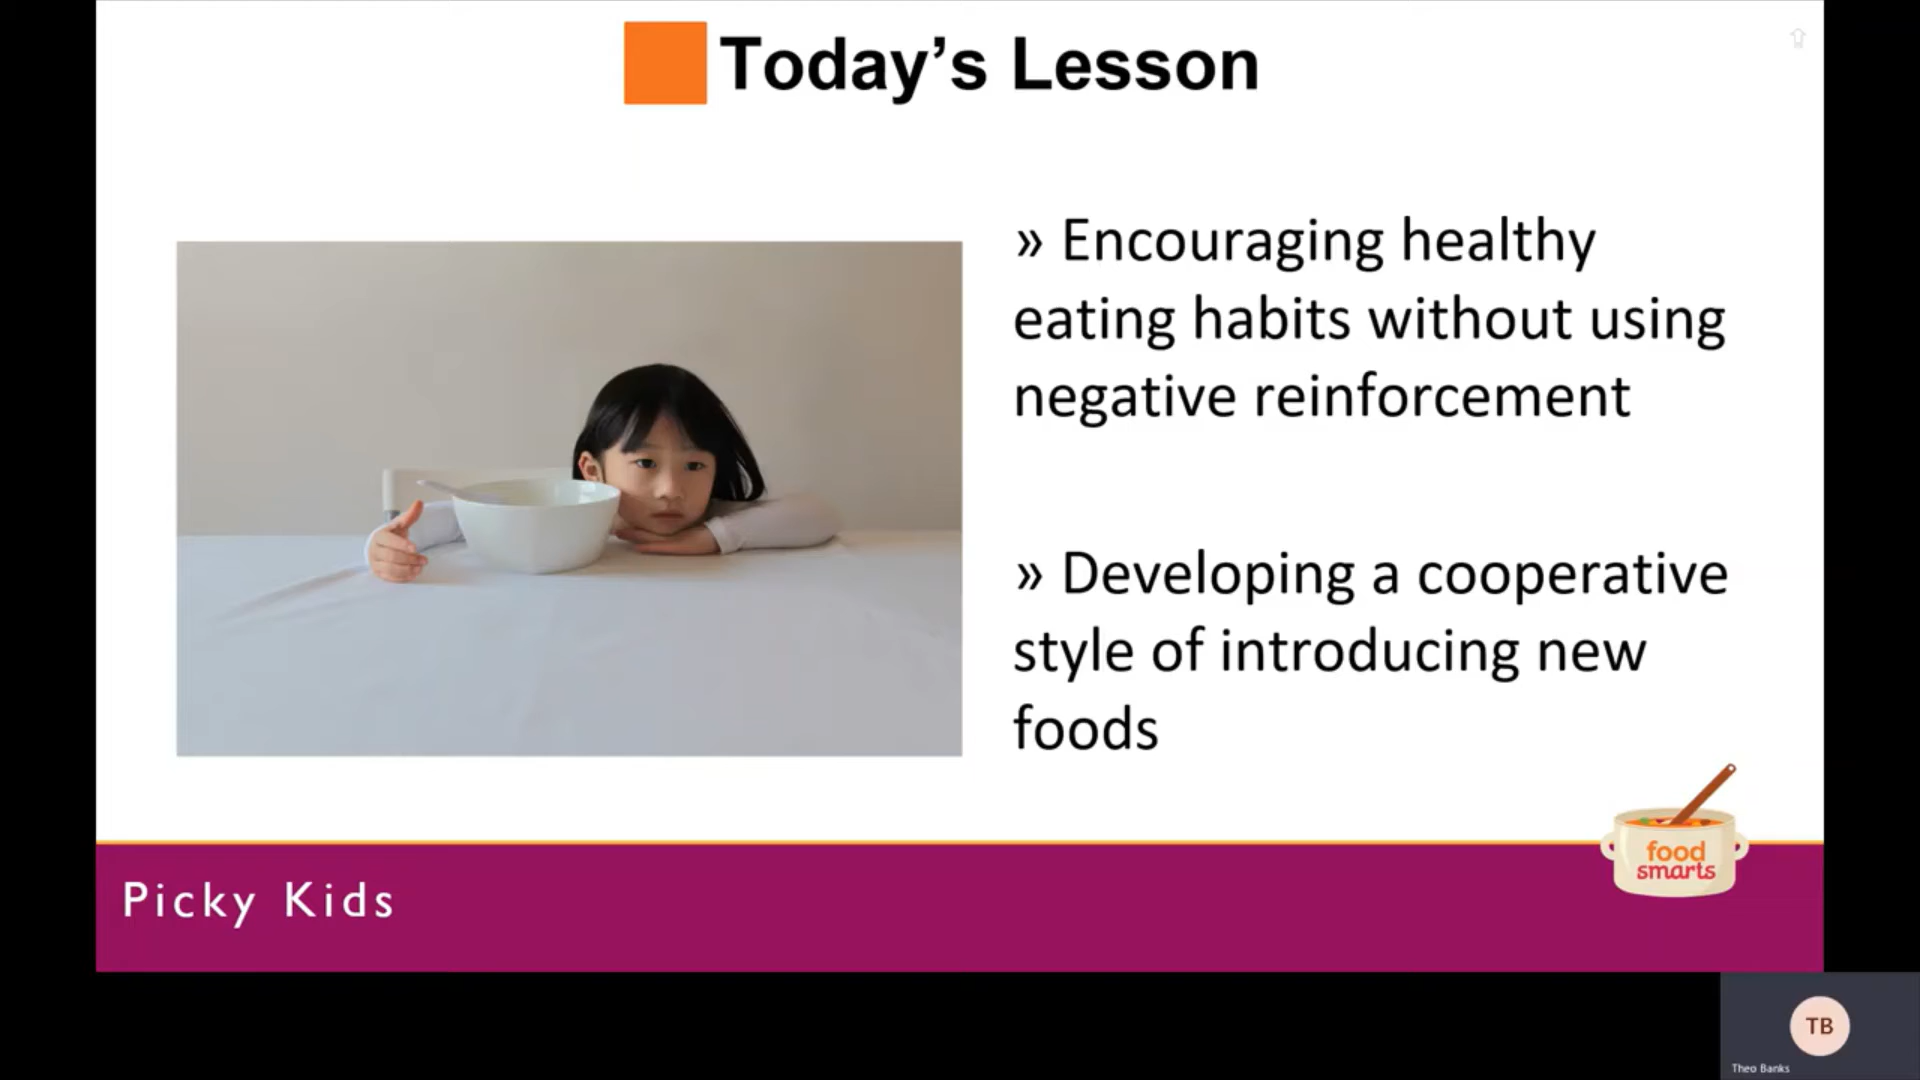 Today’s Lesson
» Encouraging healthy
eating habits without using
negative reinforcement
» Developing a cooperative
style of introducing new
foods
food
smarts
Picky Kids
TB
Theo Banks